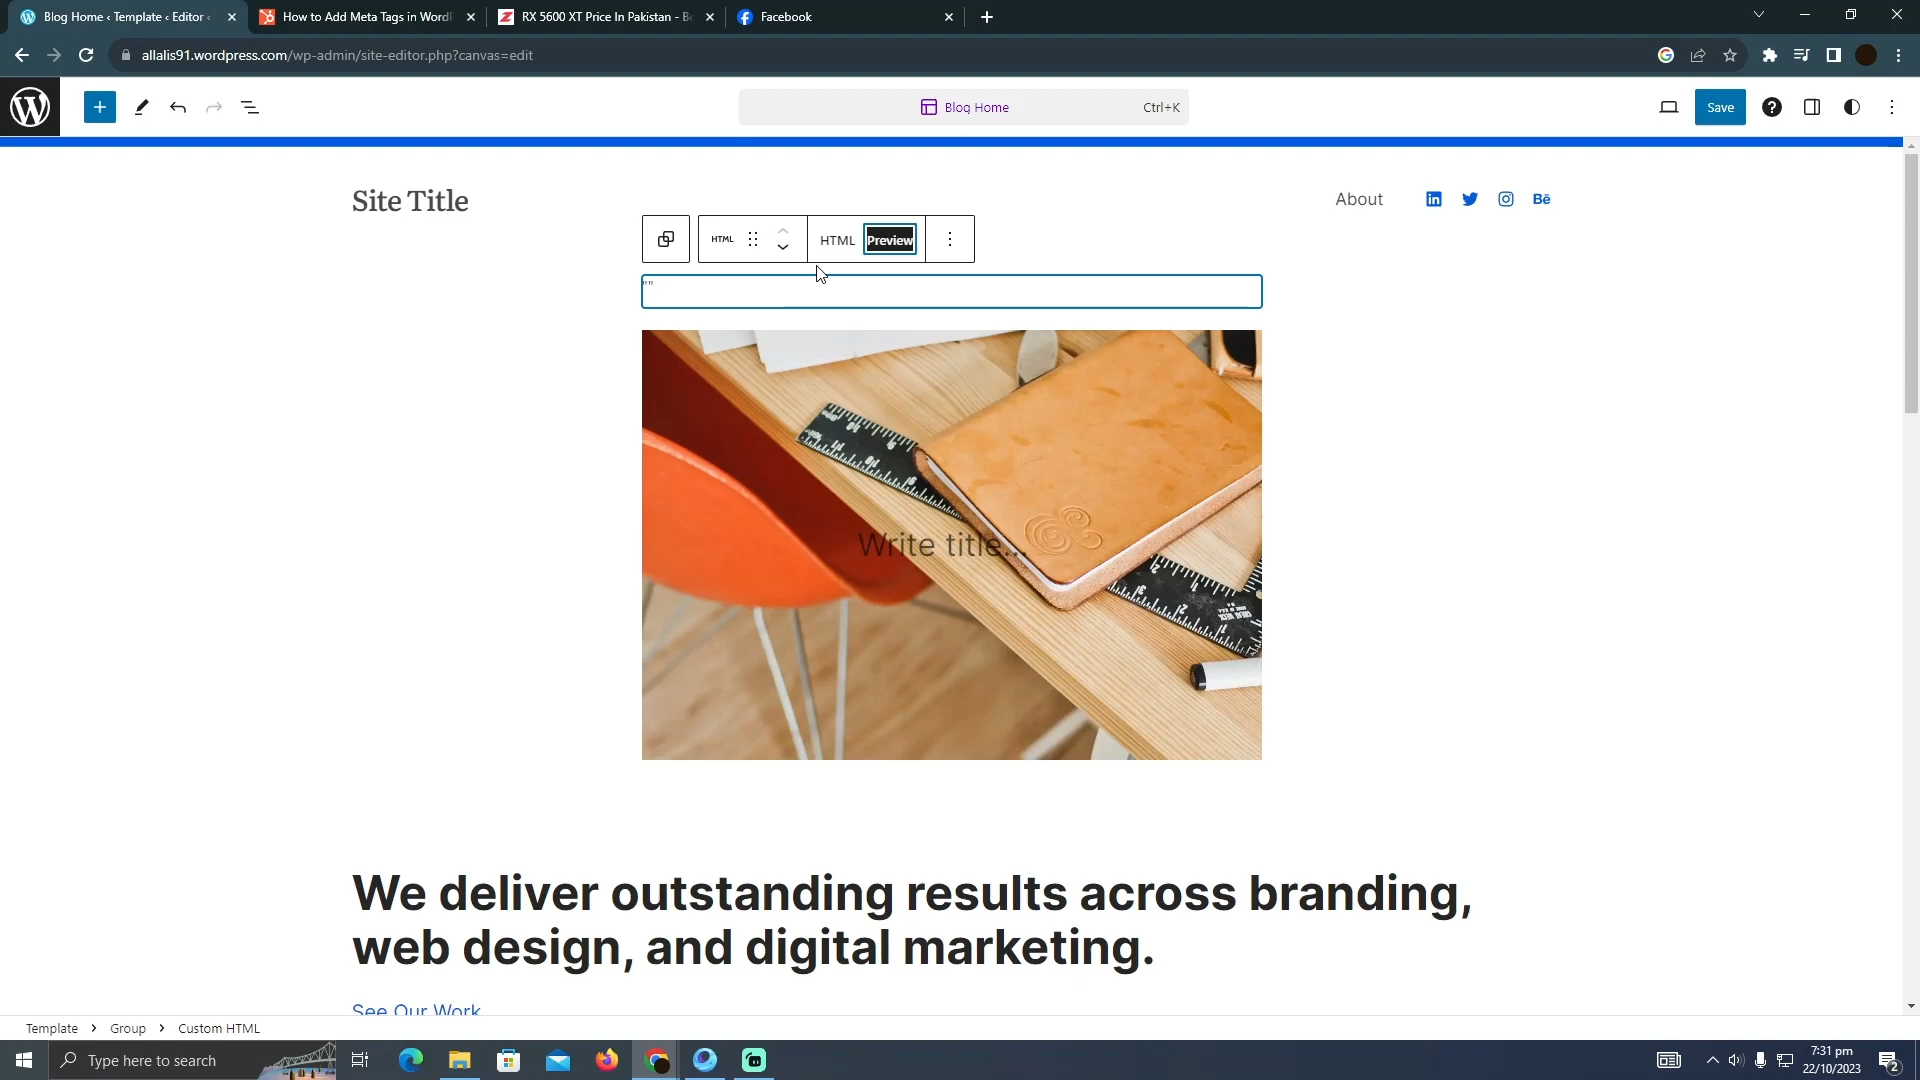 Blog Home ‹ Template ‹ Editor ‹
How to Add Meta Tags in WordP
RX 5600 XT Price In Pakistan - Be
Facebook
allalis91.wordpress.com/wp-admin/site-editor.php?canvas=edit
Blog Home
Ctrl+K
Save
Site Title
About
Bē
HTML
HTML
Preview
""
Write title...
We deliver outstanding results across branding,
web design, and digital marketing.
See Our Work
Template > Group > Custom HTML
Type here to search
7:31 pm
22/10/2023
2